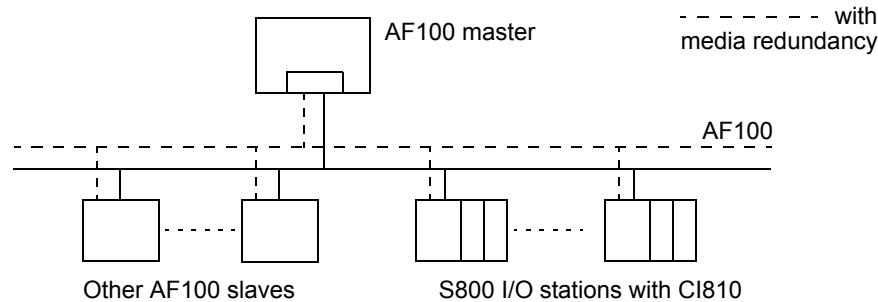 AF100 master
with
media redundancy
AF100
Other AF100 slaves
S800 I/O stations with CI810